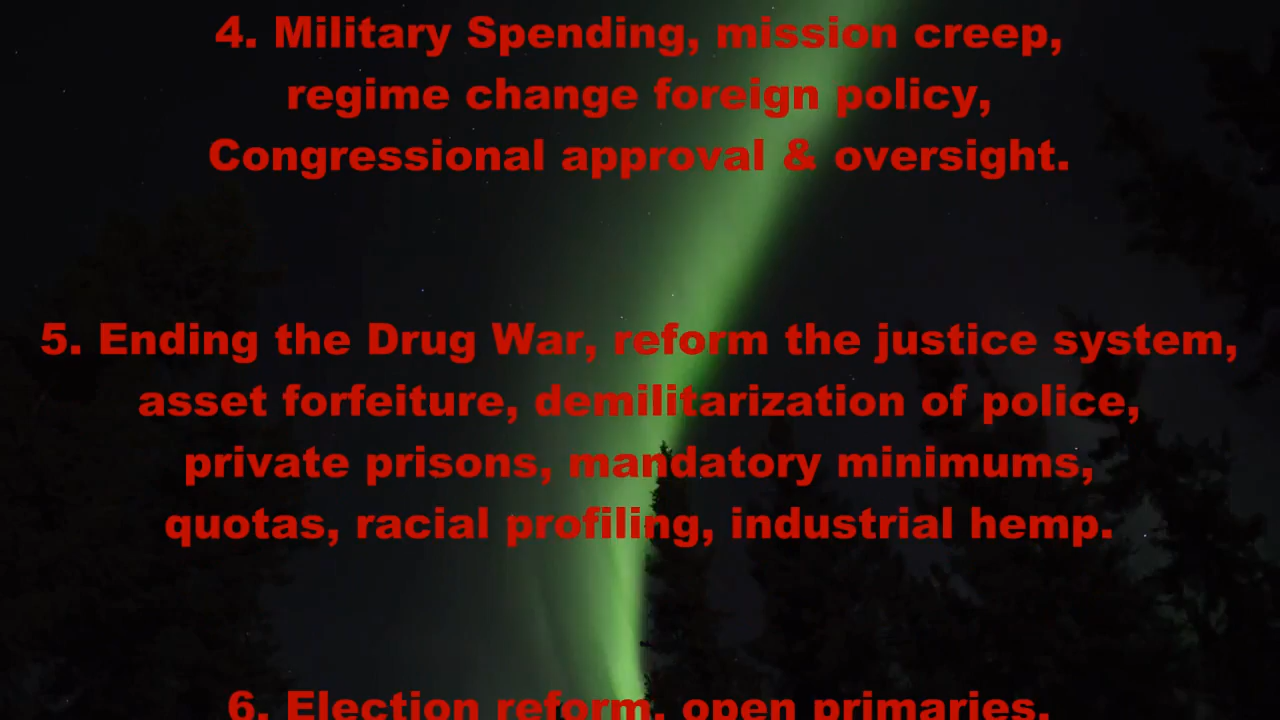 4. Military Spending, mission creep,
regime change foreign policy,
Congressional approval & oversight.
5. Ending the Drug War, reform the justice system,
asset forfeiture, demilitarization of police,
private prisons, mandatory minimums,
quotas, racial profiling, industrial hemp.
6. Election reform, open primaries,